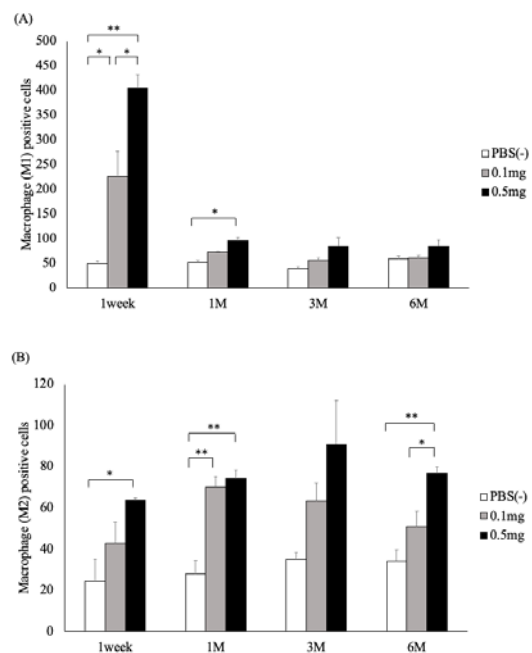 (A)
Macrophage (M1) positive cells
500
450
400
350
300
250
200
150
100
50
0
**
* *
*
PBS(-)
0.1mg
0.5mg
1week 1M 3M 6M
(B)
Macrophage (M2) positive cells
120
100
80
60
40
20
0
*
**
**
**
*
PBS(-)
0.1mg
0.5mg
1week 1M 3M 6M